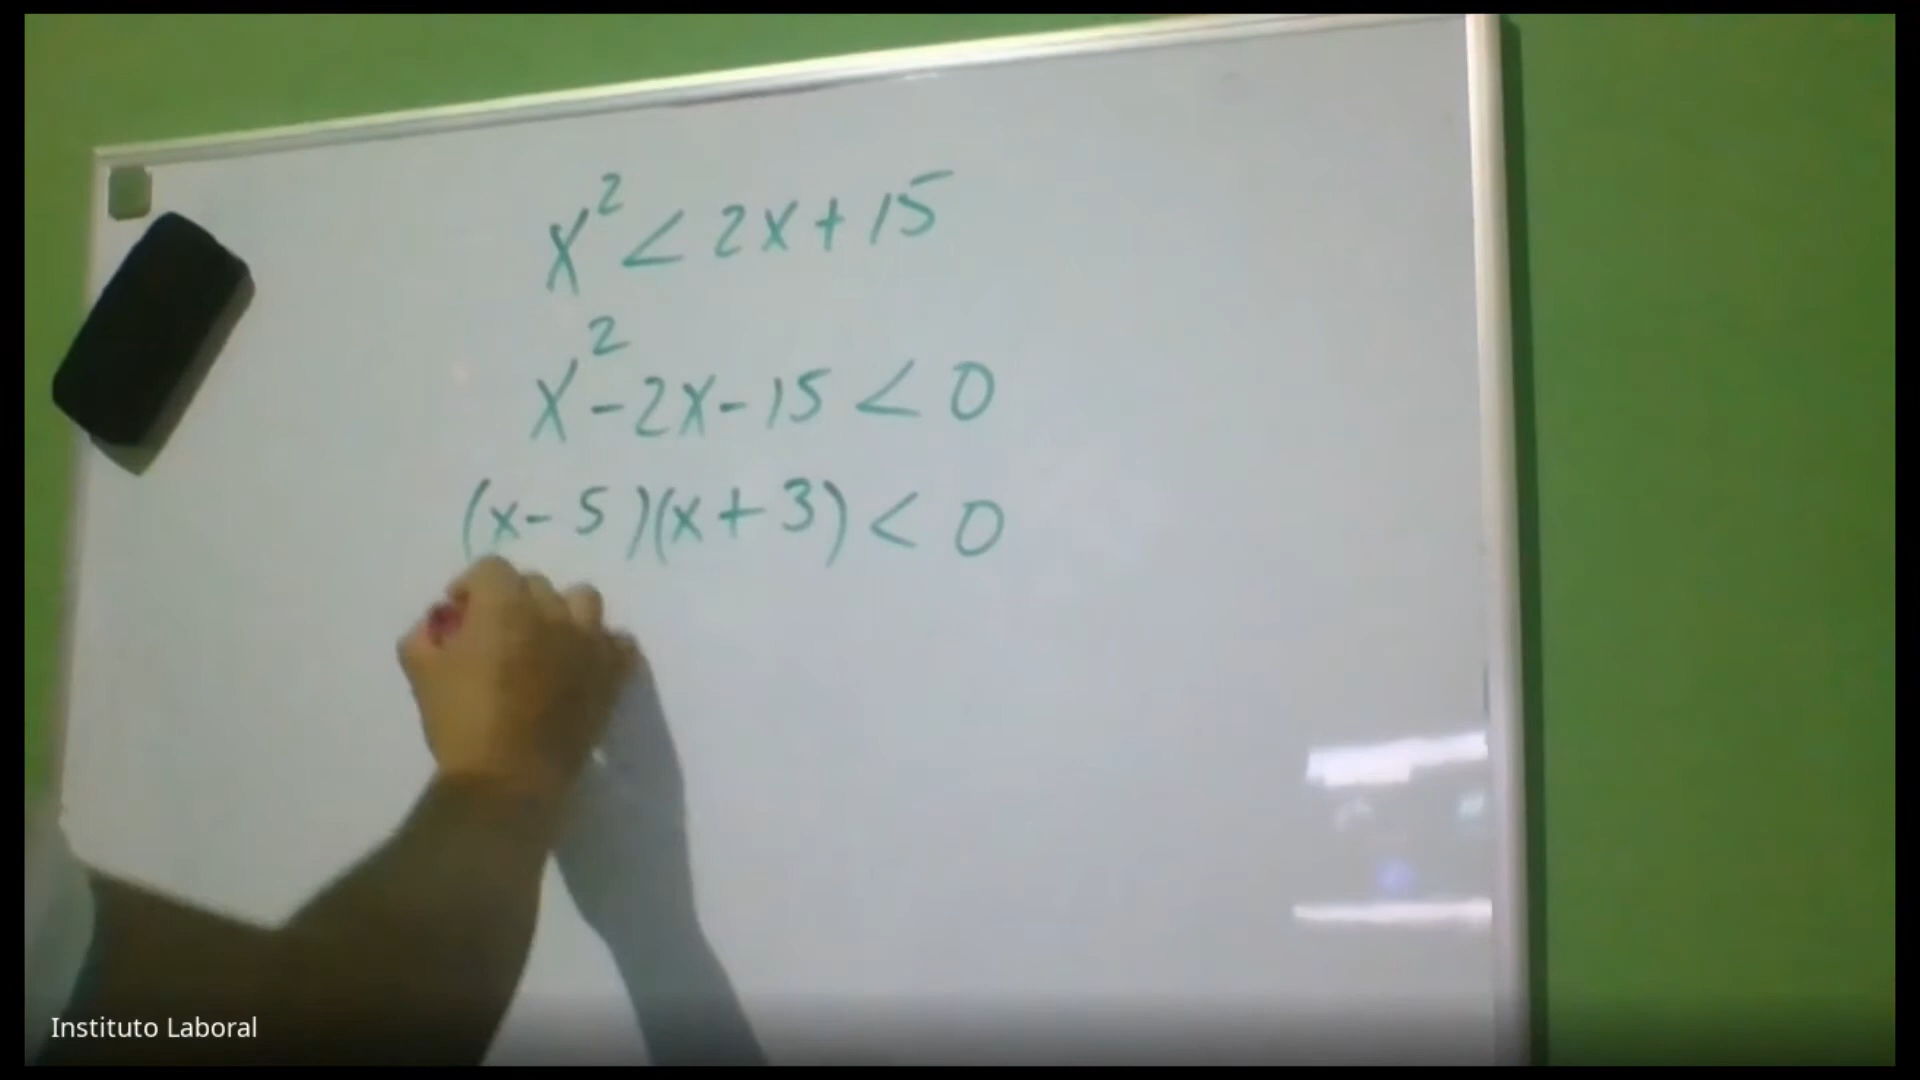 x² < 2x + 15
x² - 2x - 15 < 0
(x - 5)(x + 3) < 0
Instituto Laboral